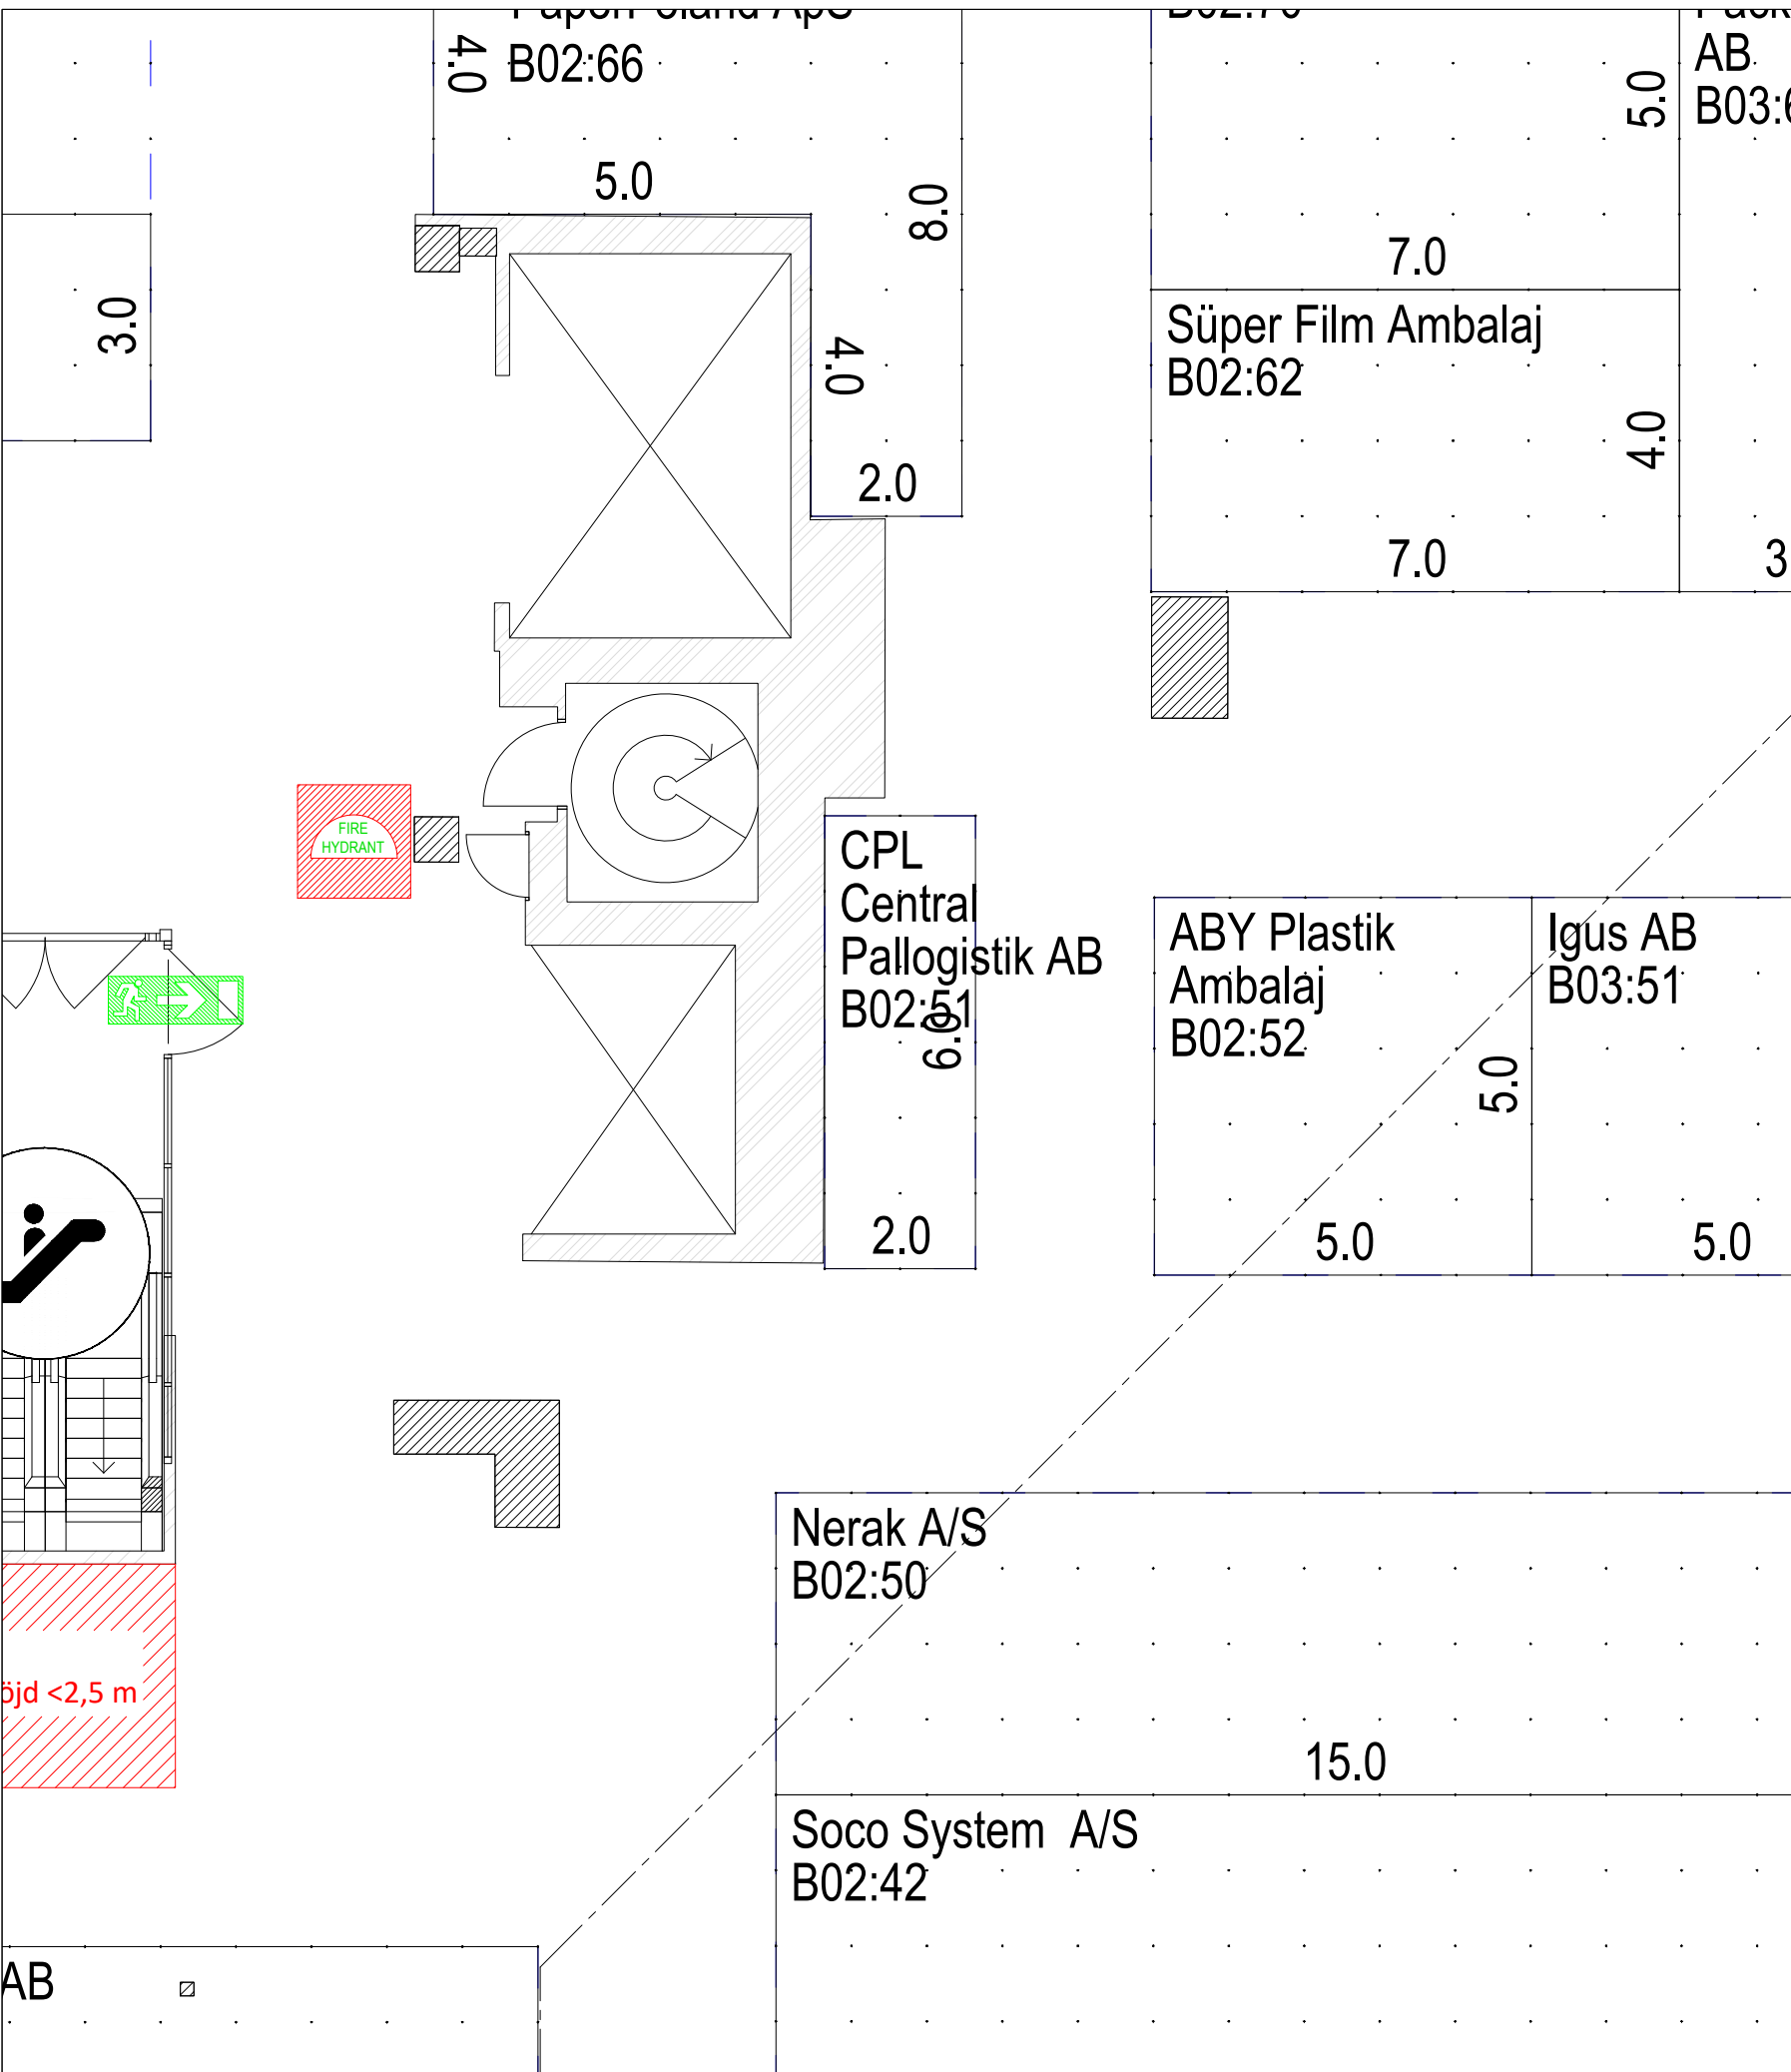 B02:66
4.0
5.0
8.0
4.0
2.0
3.0
AB
5.0
7.0
Süper Film Ambalaj
B02:62
4.0
7.0
3
FIRE
HYDRANT
CPL
Central
Pallogistik AB
B02:51
6.0
2.0
ABY Plastik
Ambalaj
B02:52
5.0
5.0
Igus AB
B03:51
5.0
öjd <2,5 m
Nerak A/S
B02:50
15.0
Soco System A/S
B02:42
AB